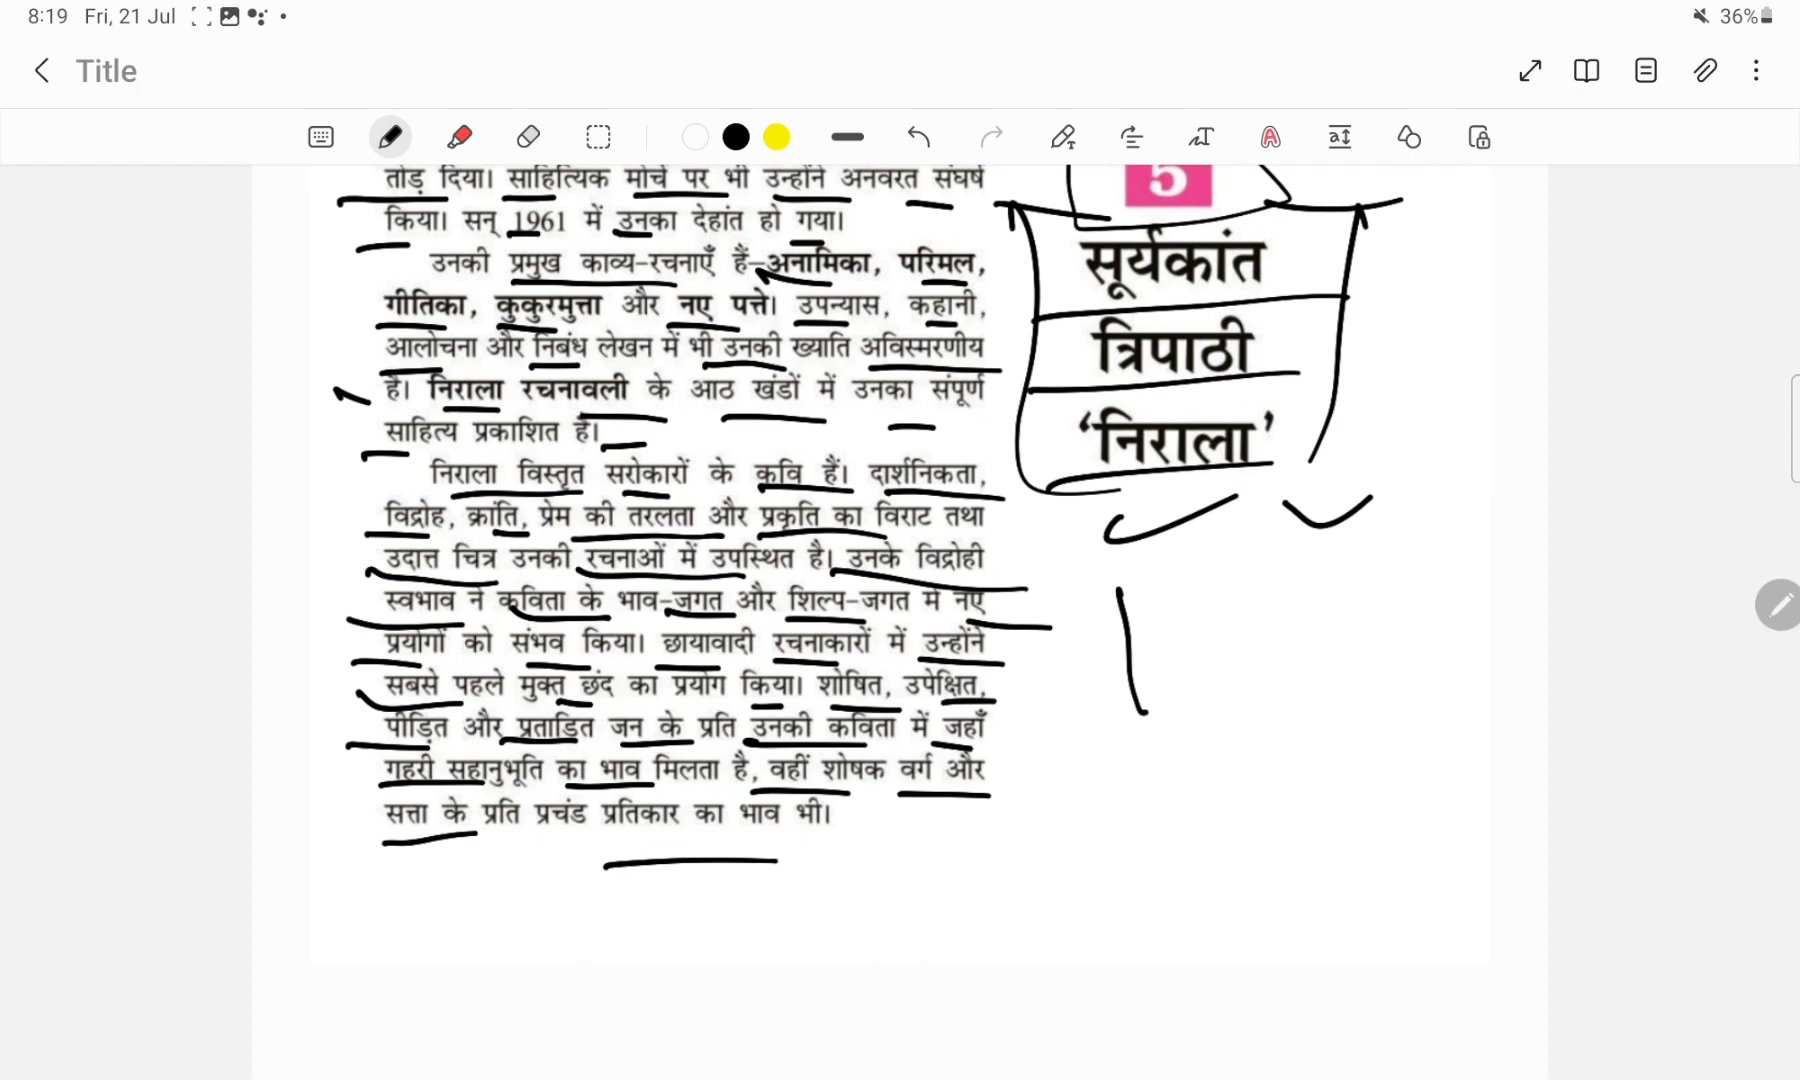 8:19 Fri, 21 Jul
36%
Title
तोड़ दिया। साहित्यिक मोर्चे पर भी उन्होंने अनवरत संघर्ष
किया। सन् 1961 में उनका देहांत हो गया।
उनकी प्रमुख काव्य-रचनाएँ हैं—अनामिका, परिमल,
गीतिका, कुकुरमुत्ता और नए पत्ते। उपन्यास, कहानी,
आलोचना और निबंध लेखन में भी उनकी ख्याति अविस्मरणीय
है। निराला रचनावली के आठ खंडों में उनका संपूर्ण
साहित्य प्रकाशित है।
निराला विस्तृत सरोकारों के कवि हैं। दार्शनिकता,
विद्रोह, क्रांति, प्रेम की तरलता और प्रकृति का विराट तथा
उदात्त चित्र उनकी रचनाओं में उपस्थित है। उनके विद्रोही
स्वभाव ने कविता के भाव-जगत और शिल्प-जगत में नए
प्रयोगों को संभव किया। छायावादी रचनाकारों में उन्होंने
सबसे पहले मुक्त छंद का प्रयोग किया। शोषित, उपेक्षित,
पीड़ित और प्रताड़ित जन के प्रति उनकी कविता में जहाँ
गहरी सहानुभूति का भाव मिलता है, वहीं शोषक वर्ग और
सत्ता के प्रति प्रचंड प्रतिकार का भाव भी।
5
सूर्यकांत
त्रिपाठी
‘निराला’